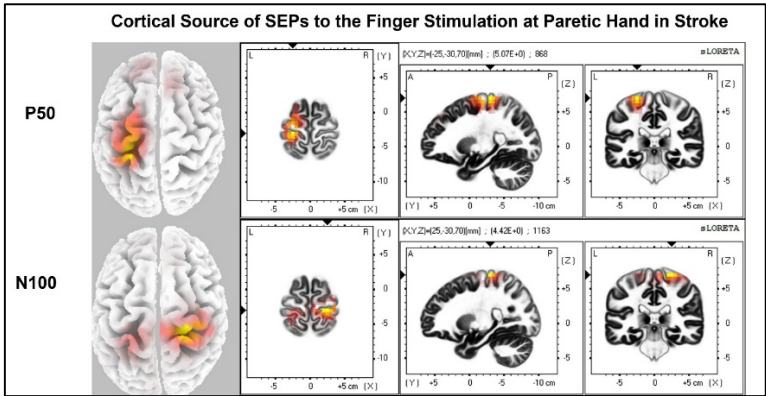 Cortical Source of SEPs to the Finger Stimulation at Paretic Hand in Stroke
P50
L R (Y)
+5
0
-5
-10
-5 0 +5 cm (X)
(X,Y,Z)=(-25,-30,70)[mm] ; (5.07E+0) ; 868 sLORETA
A P (Z)
+5
0
-5
(Y) +5 0 -5 -10 cm
L R (Z)
+5
0
-5
-5 0 +5 cm (X)
N100
L R (Y)
+5
0
-5
-10
-5 0 +5 cm (X)
(X,Y,Z)=(25,-30,70)[mm] ; (4.42E+0) ; 1163 sLORETA
A P (Z)
+5
0
-5
(Y) +5 0 -5 -10 cm
L R (Z)
+5
0
-5
-5 0 +5 cm (X)